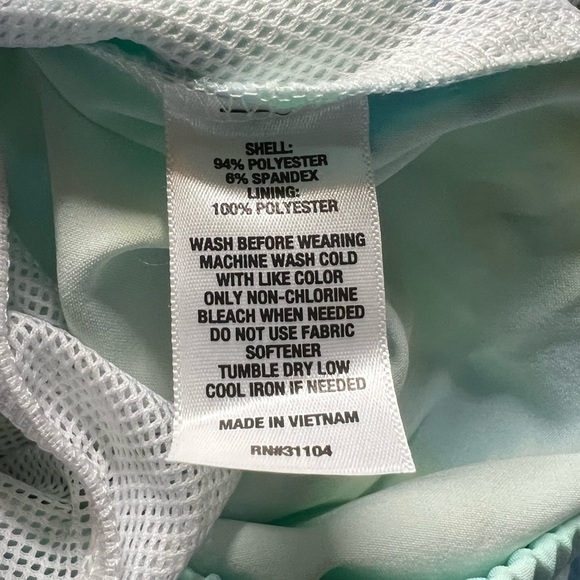 SHELL:
94% POLYESTER
6% SPANDEX
LINING:
100% POLYESTER
WASH BEFORE WEARING
MACHINE WASH COLD
WITH LIKE COLOR
ONLY NON-CHLORINE
BLEACH WHEN NEEDED
DO NOT USE FABRIC
SOFTENER
TUMBLE DRY LOW
COOL IRON IF NEEDED
MADE IN VIETNAM
RN#31104